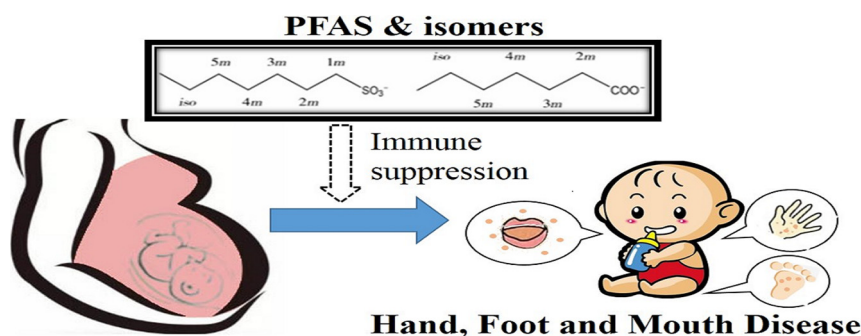 PFAS & isomers
5m 3m 1m
SO₃⁻
iso 4m 2m
iso 4m 2m
COO⁻
5m 3m
Immune
suppression
Hand, Foot and Mouth Disease